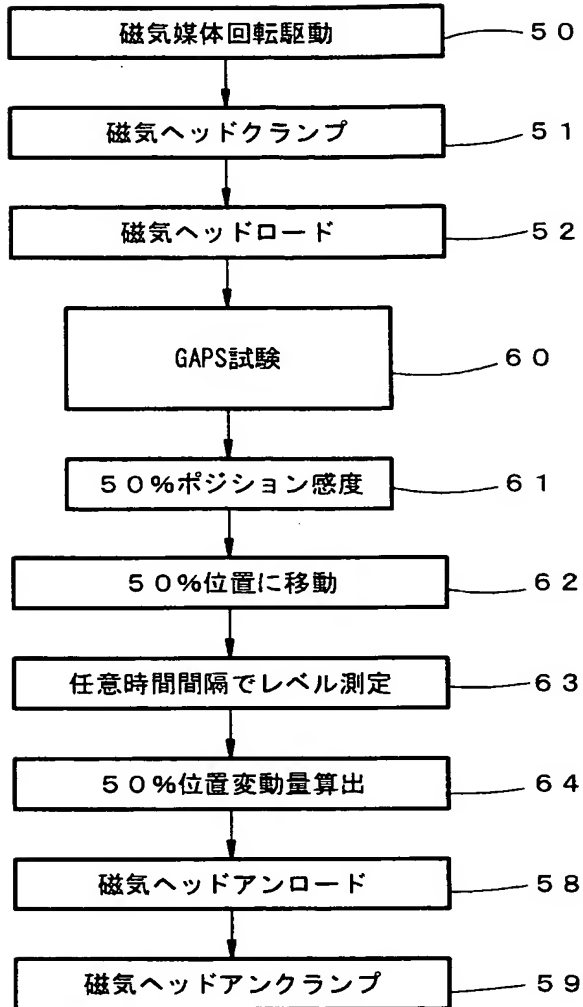 磁気媒体回転駆動 50
磁気ヘッドクランプ 51
磁気ヘッドロード 52
GAPS試験 60
50%ポジション感度 61
50%位置に移動 62
任意時間間隔でレベル測定 63
50%位置変動量算出 64
磁気ヘッドアンロード 58
磁気ヘッドアンクランプ 59